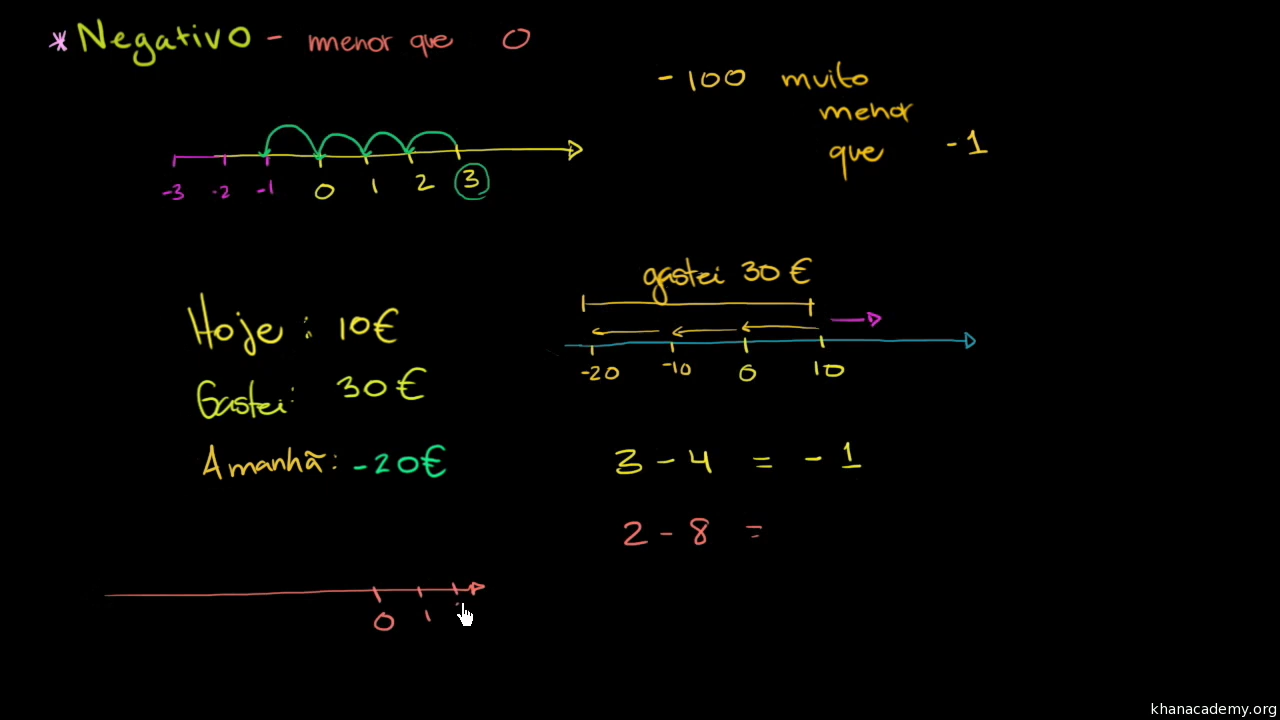 * Negativo - menor que 0
-100 muito
menor
que -1
-3 -2 -1 0 1 2 3
gastei 30€
-20 -10 0 10
Hoje: 10€
Gastei: 30€
Amanhã: -20€
3 - 4 = - 1
2 - 8 =
0 1
khanacademy.org